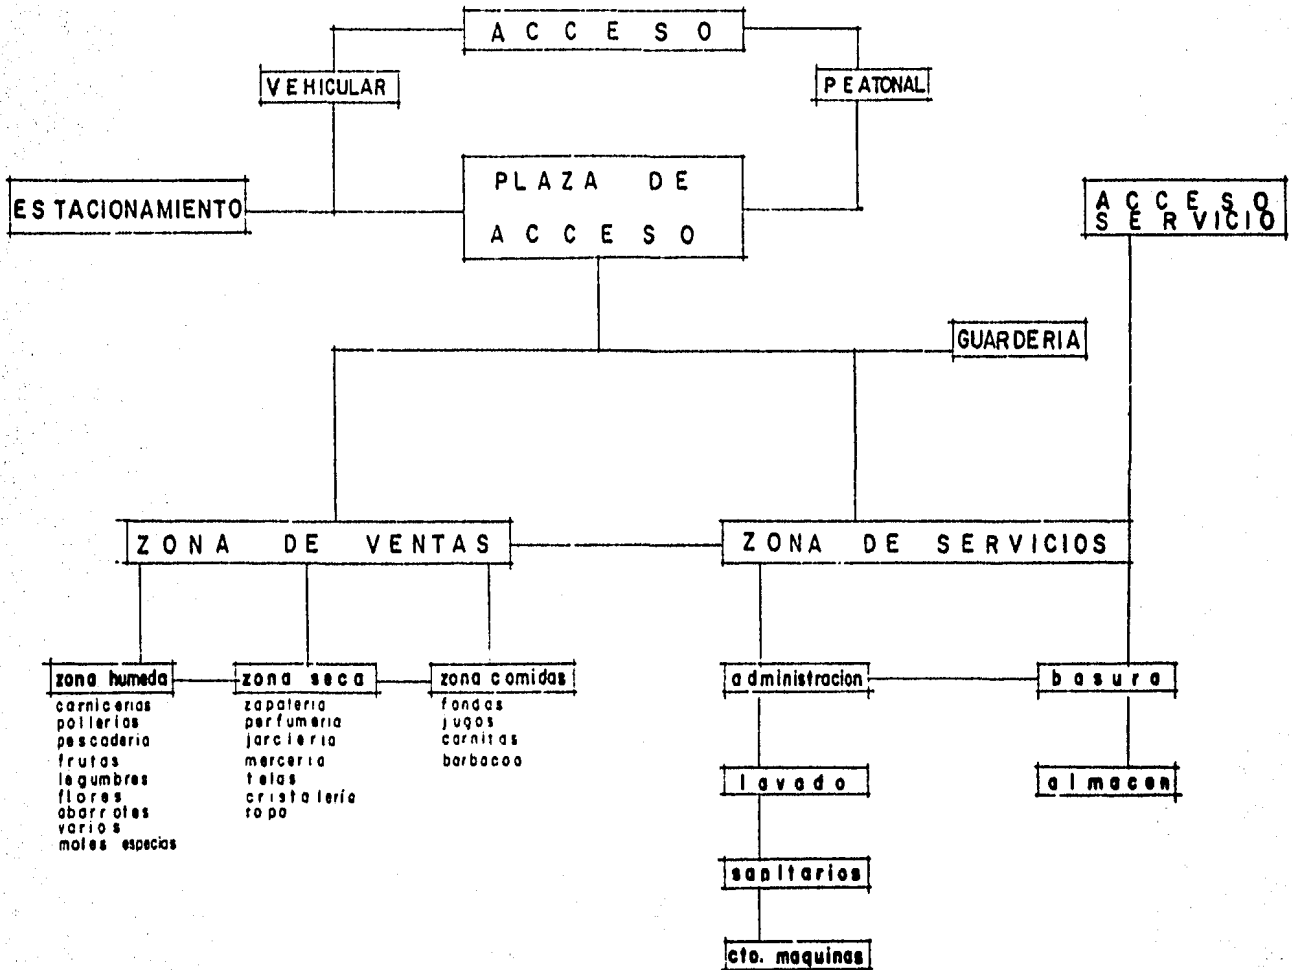 ACCESO
VEHICULAR
PEATONAL
ESTACIONAMIENTO
PLAZA DE
ACCESO
ACCESO
SERVICIO
GUARDERIA
ZONA DE VENTAS
ZONA DE SERVICIOS
zona humeda
carnicerias
pollerias
pescaderia
frutas
legumbres
flores
abarrotes
varios
moles especias
zona seca
zapateria
perfumeria
jarcieria
merceria
telas
cristalería
ropa
zona comidas
fondas
jugos
carnitas
barbacoa
administracion
basura
lavado
almacen
sanitarios
cto. maquinas